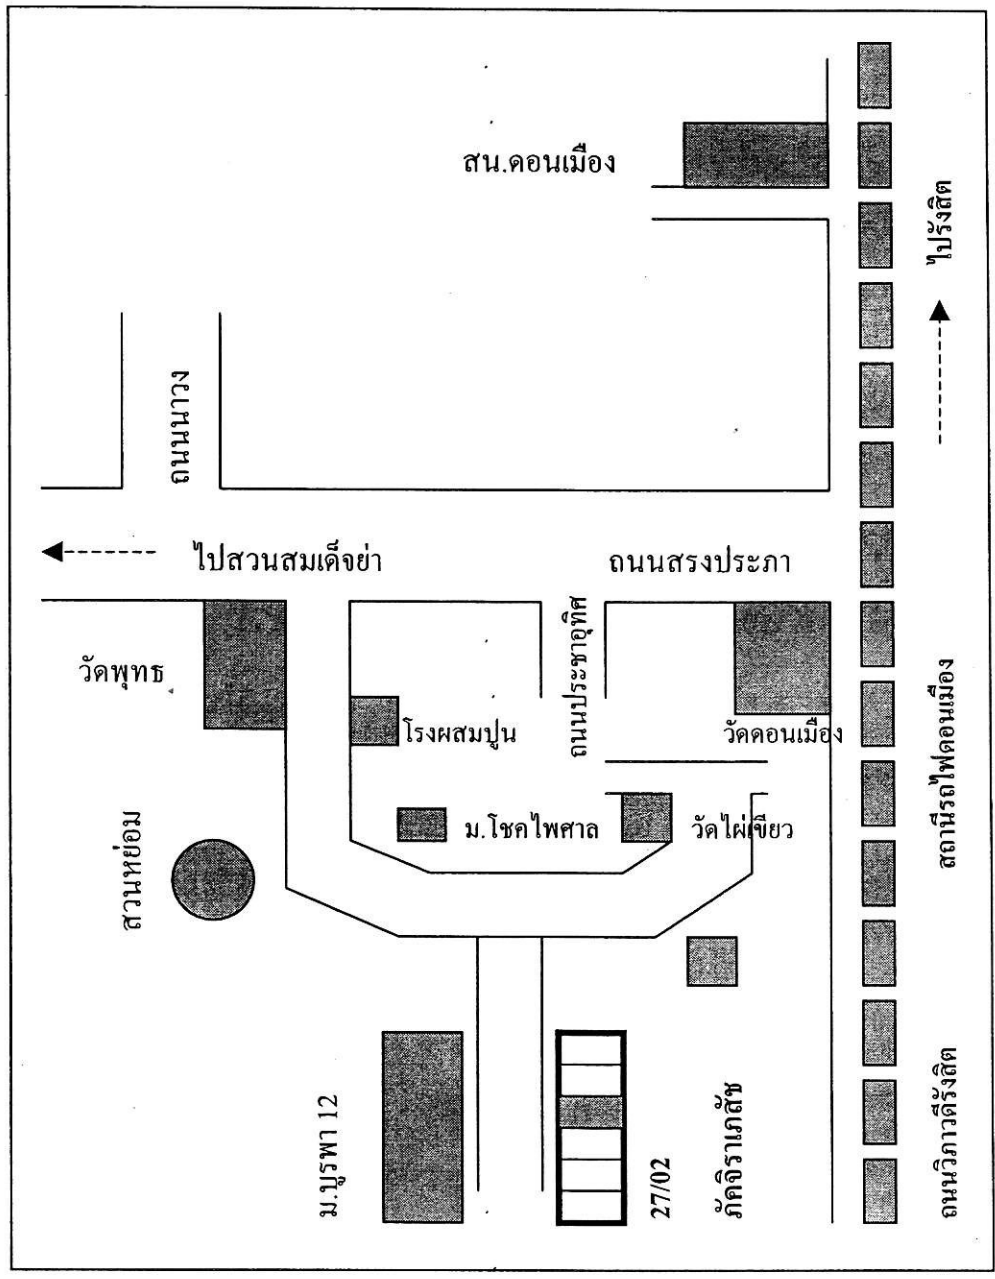 สน.ดอนเมือง
ไปรังสิต
ถนนนาวง
ไปสวนสมเด็จย่า
ถนนสรงประภา
ถนนประชาอุทิศ
วัดพุทธ
โรงผสมปูน
วัดดอนเมือง
สถานีรถไฟดอนเมือง
สวนหย่อม
ม.โชคไพศาล
วัดไผ่เขียว
ม.บูรพา 12
27/02
ภัคจิราเภสัช
ถนนวิภาวดีรังสิต